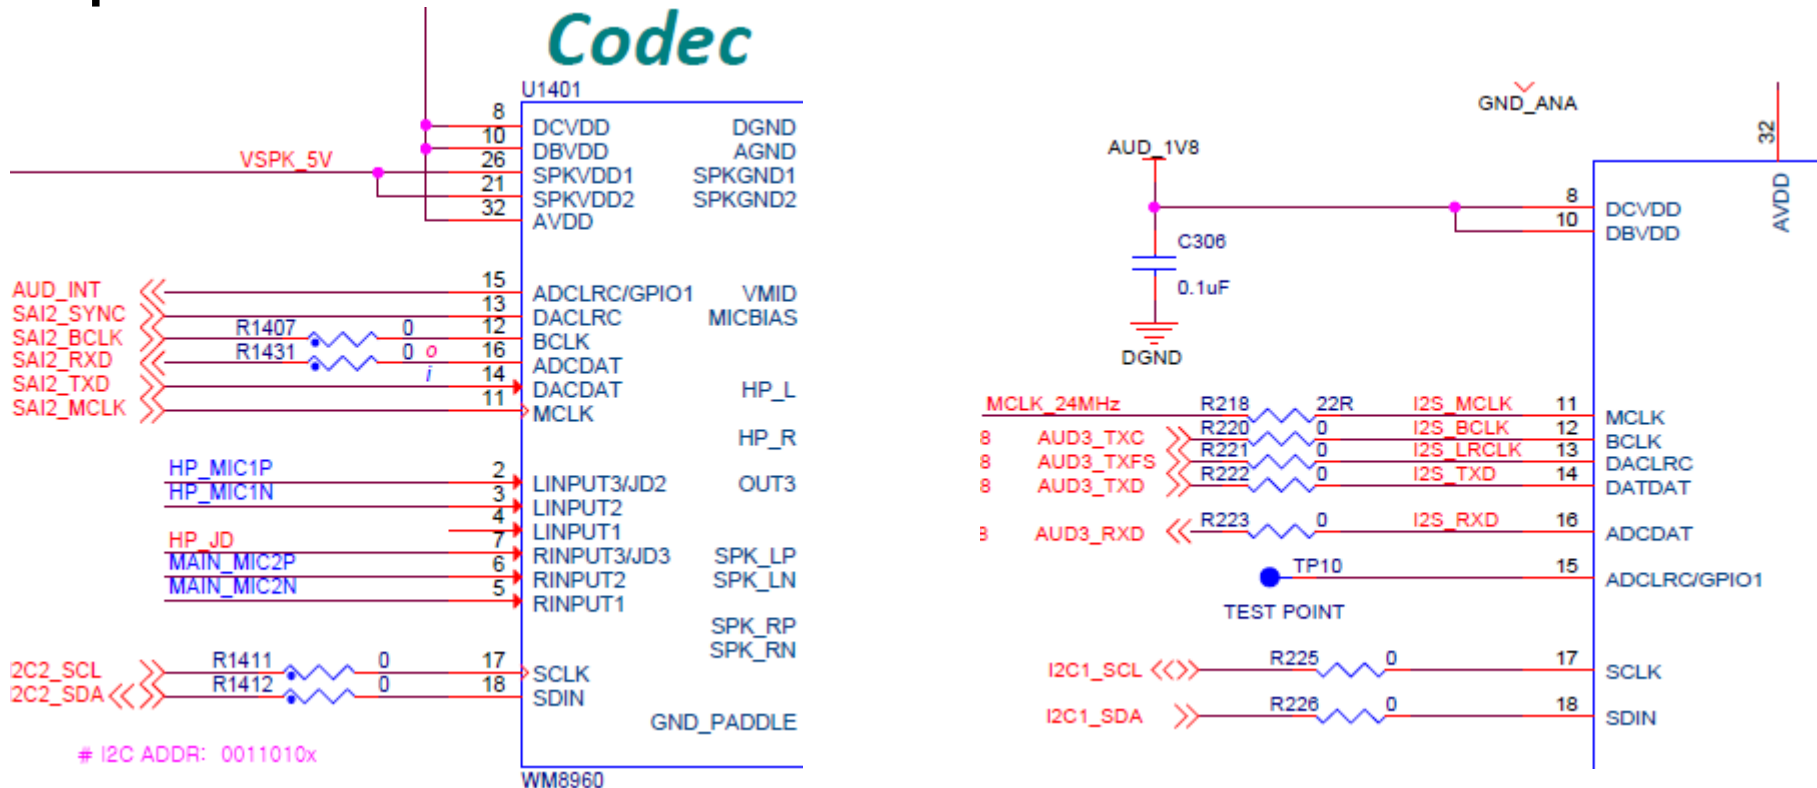 Codec
U1401
8 DCVDD DGND
10 DBVDD AGND
VSPK_5V 26 SPKVDD1 SPKGND1
21 SPKVDD2 SPKGND2
32 AVDD
AUD_INT 15 ADCLRC/GPIO1 VMID
SAI2_SYNC 13 DACLRC MICBIAS
SAI2_BCLK R1407 0 12 BCLK
SAI2_RXD R1431 0 o 16 ADCDAT
SAI2_TXD i 14 DACDAT HP_L
SAI2_MCLK 11 MCLK
HP_R
HP_MIC1P 2 LINPUT3/JD2 OUT3
HP_MIC1N 3 LINPUT2
4 LINPUT1
HP_JD 7 RINPUT3/JD3 SPK_LP
MAIN_MIC2P 6 RINPUT2 SPK_LN
MAIN_MIC2N 5 RINPUT1
SPK_RP
SPK_RN
I2C2_SCL R1411 0 17 SCLK
I2C2_SDA R1412 0 18 SDIN
GND_PADDLE
# I2C ADDR: 0011010x
WM8960
GND_ANA
32
AUD_1V8
AVDD
8 DCVDD
10 DBVDD
C306
0.1uF
DGND
MCLK_24MHz R218 22R I2S_MCLK 11 MCLK
8 AUD3_TXC R220 0 I2S_BCLK 12 BCLK
8 AUD3_TXFS R221 0 I2S_LRCLK 13 DACLRC
8 AUD3_TXD R222 0 I2S_TXD 14 DATDAT
8 AUD3_RXD R223 0 I2S_RXD 16 ADCDAT
TP10 15 ADCLRC/GPIO1
TEST POINT
I2C1_SCL R225 0 17 SCLK
I2C1_SDA R226 0 18 SDIN